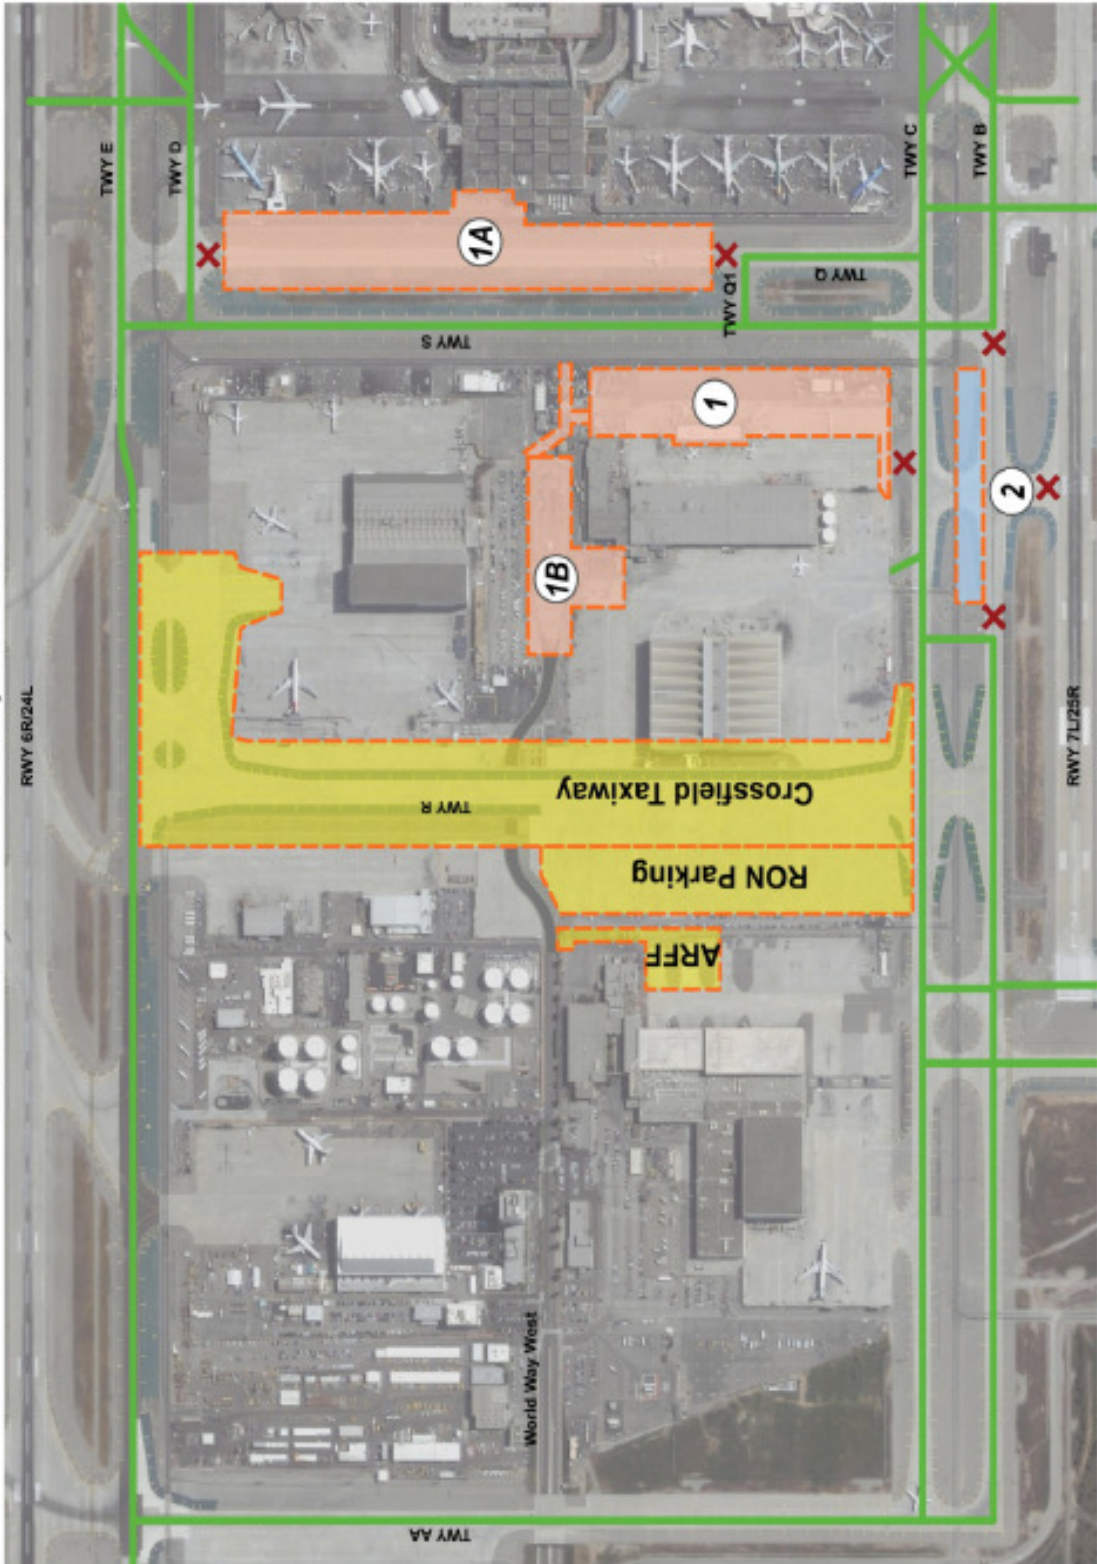 RWY 6R/24L
TWY E
TWY D
TWY C
TWY B
1A
TWY Q1
TWY Q
TWY S
1
2
1B
RWY 7L/25R
Crossfield Taxiway
TWY R
RON Parking
ARFF
World Way West
TWY AA